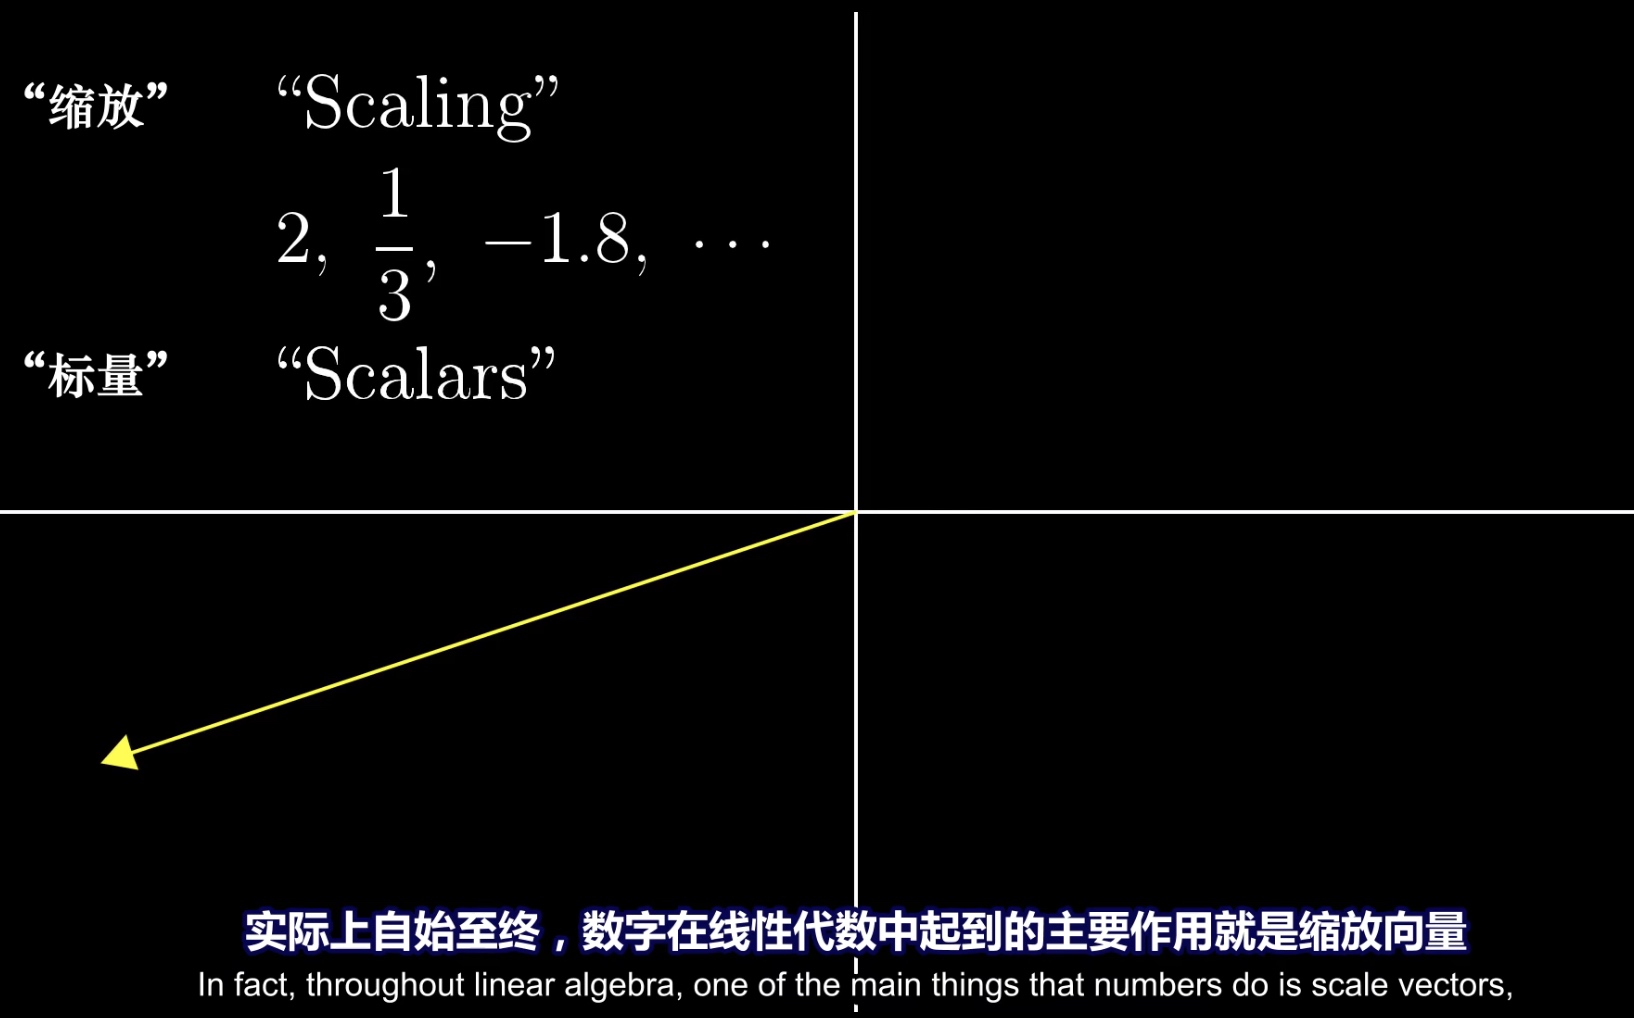 “缩放” “Scaling”
2, 1/3, −1.8, ⋯
“标量” “Scalars”
实际上自始至终，数字在线性代数中起到的主要作用就是缩放向量
In fact, throughout linear algebra, one of the main things that numbers do is scale vectors,